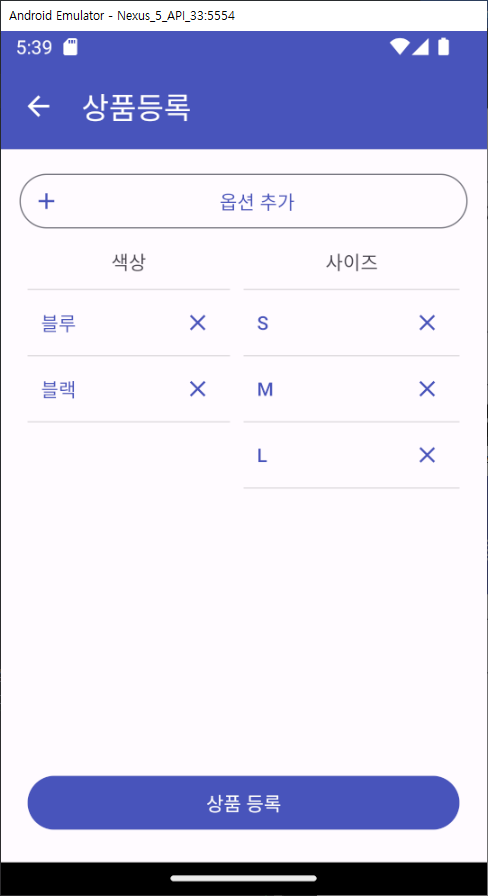 Android Emulator - Nexus_5_API_33:5554
5:39
상품등록
옵션 추가
색상 사이즈
블루 S
블랙 M
L
상품 등록